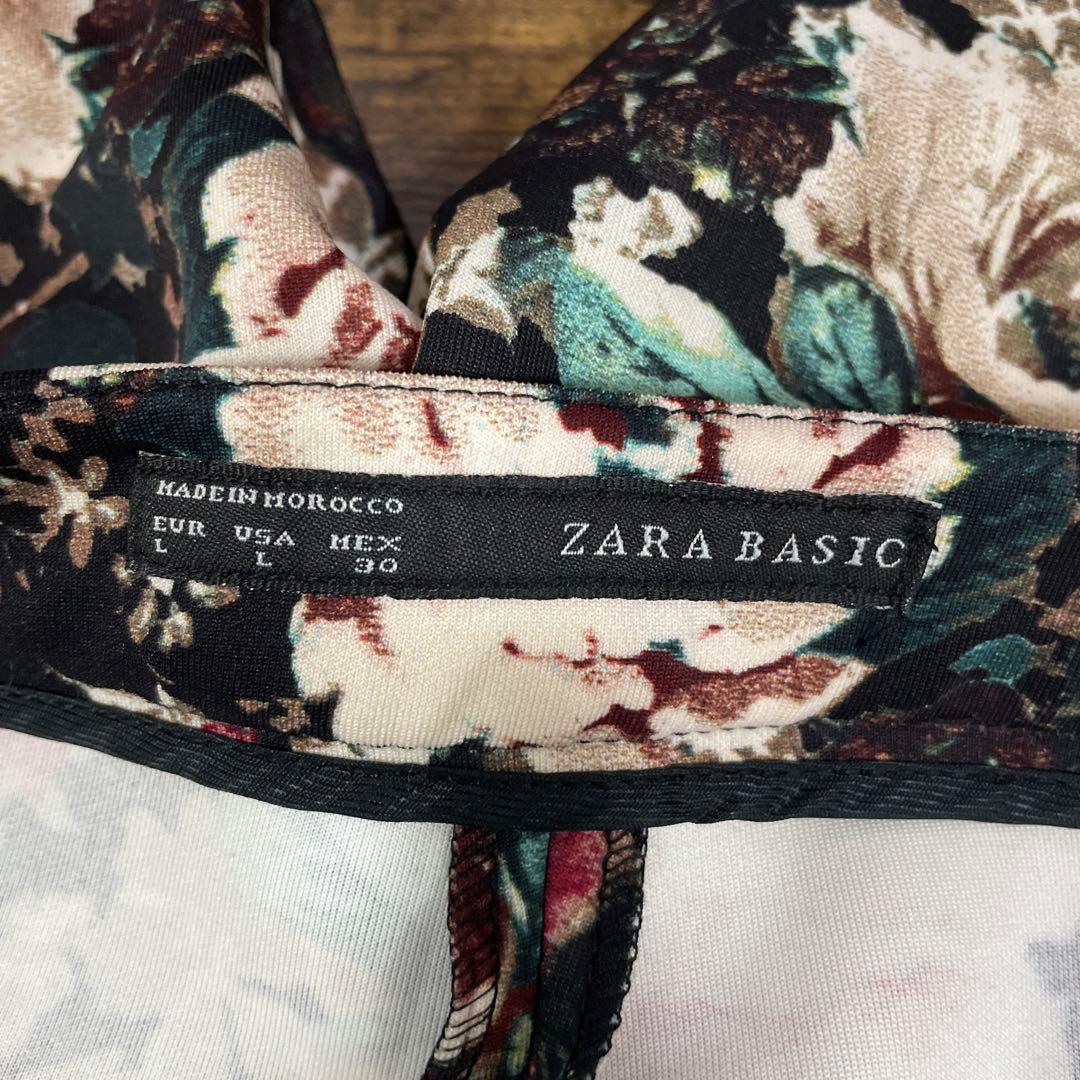 MADE IN MOROCCO
EUR USA MEX
L L 30
ZARA BASIC